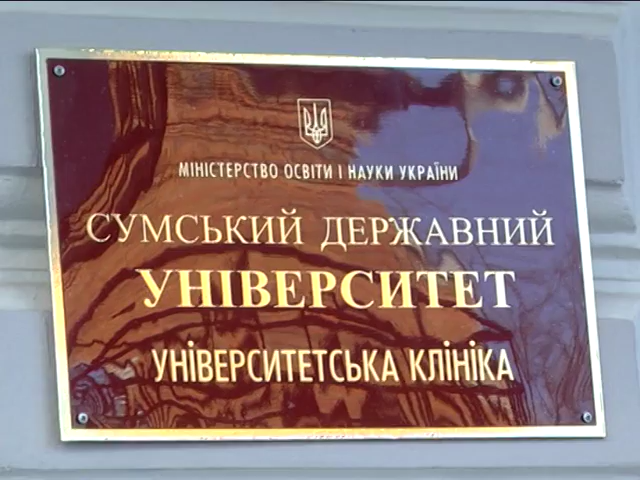 МІНІСТЕРСТВО ОСВІТИ І НАУКИ УКРАЇНИ
СУМСЬКИЙ ДЕРЖАВНИЙ
УНІВЕРСИТЕТ
УНІВЕРСИТЕТСЬКА КЛІНІКА